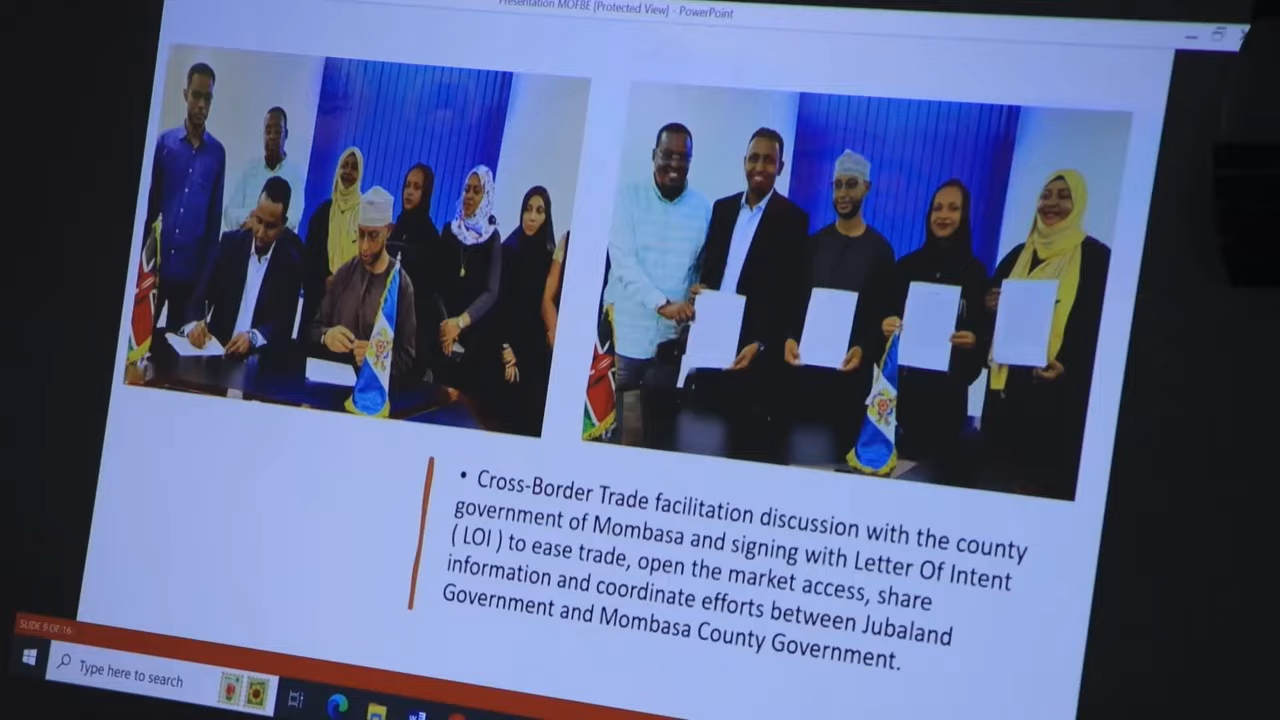 Presentation MOFBE [Protected View] - PowerPoint
• Cross-Border Trade facilitation discussion with the county
government of Mombasa and signing with Letter Of Intent
( LOI ) to ease trade, open the market access, share
information and coordinate efforts between Jubaland
Government and Mombasa County Government.
SLIDE 9 OF 16
Type here to search